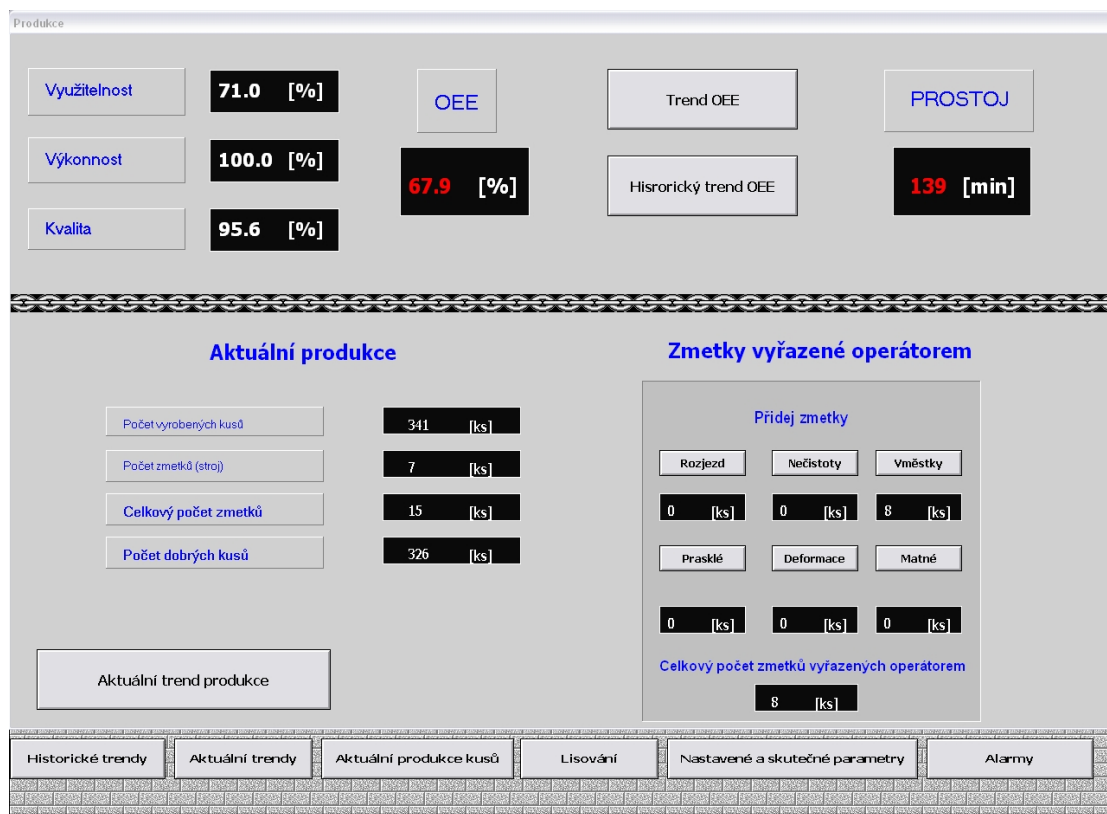 Produkce
Využitelnost
71.0 [%]
OEE
Trend OEE
PROSTOJ
Výkonnost
100.0 [%]
67.9 [%]
Hisrorický trend OEE
139 [min]
Kvalita
95.6 [%]
Aktuální produkce
Zmetky vyřazené operátorem
Počet vyrobených kusů
341 [ks]
Počet zmetků (stroj)
7 [ks]
Celkový počet zmetků
15 [ks]
Počet dobrých kusů
326 [ks]
Přidej zmetky
Rozjezd
Nečistoty
Vměstky
0 [ks]
0 [ks]
8 [ks]
Prasklé
Deformace
Matné
0 [ks]
0 [ks]
0 [ks]
Celkový počet zmetků vyřazených operátorem
8 [ks]
Aktuální trend produkce
Historické trendy
Aktuální trendy
Aktuální produkce kusů
Lisování
Nastavené a skutečné parametry
Alarmy